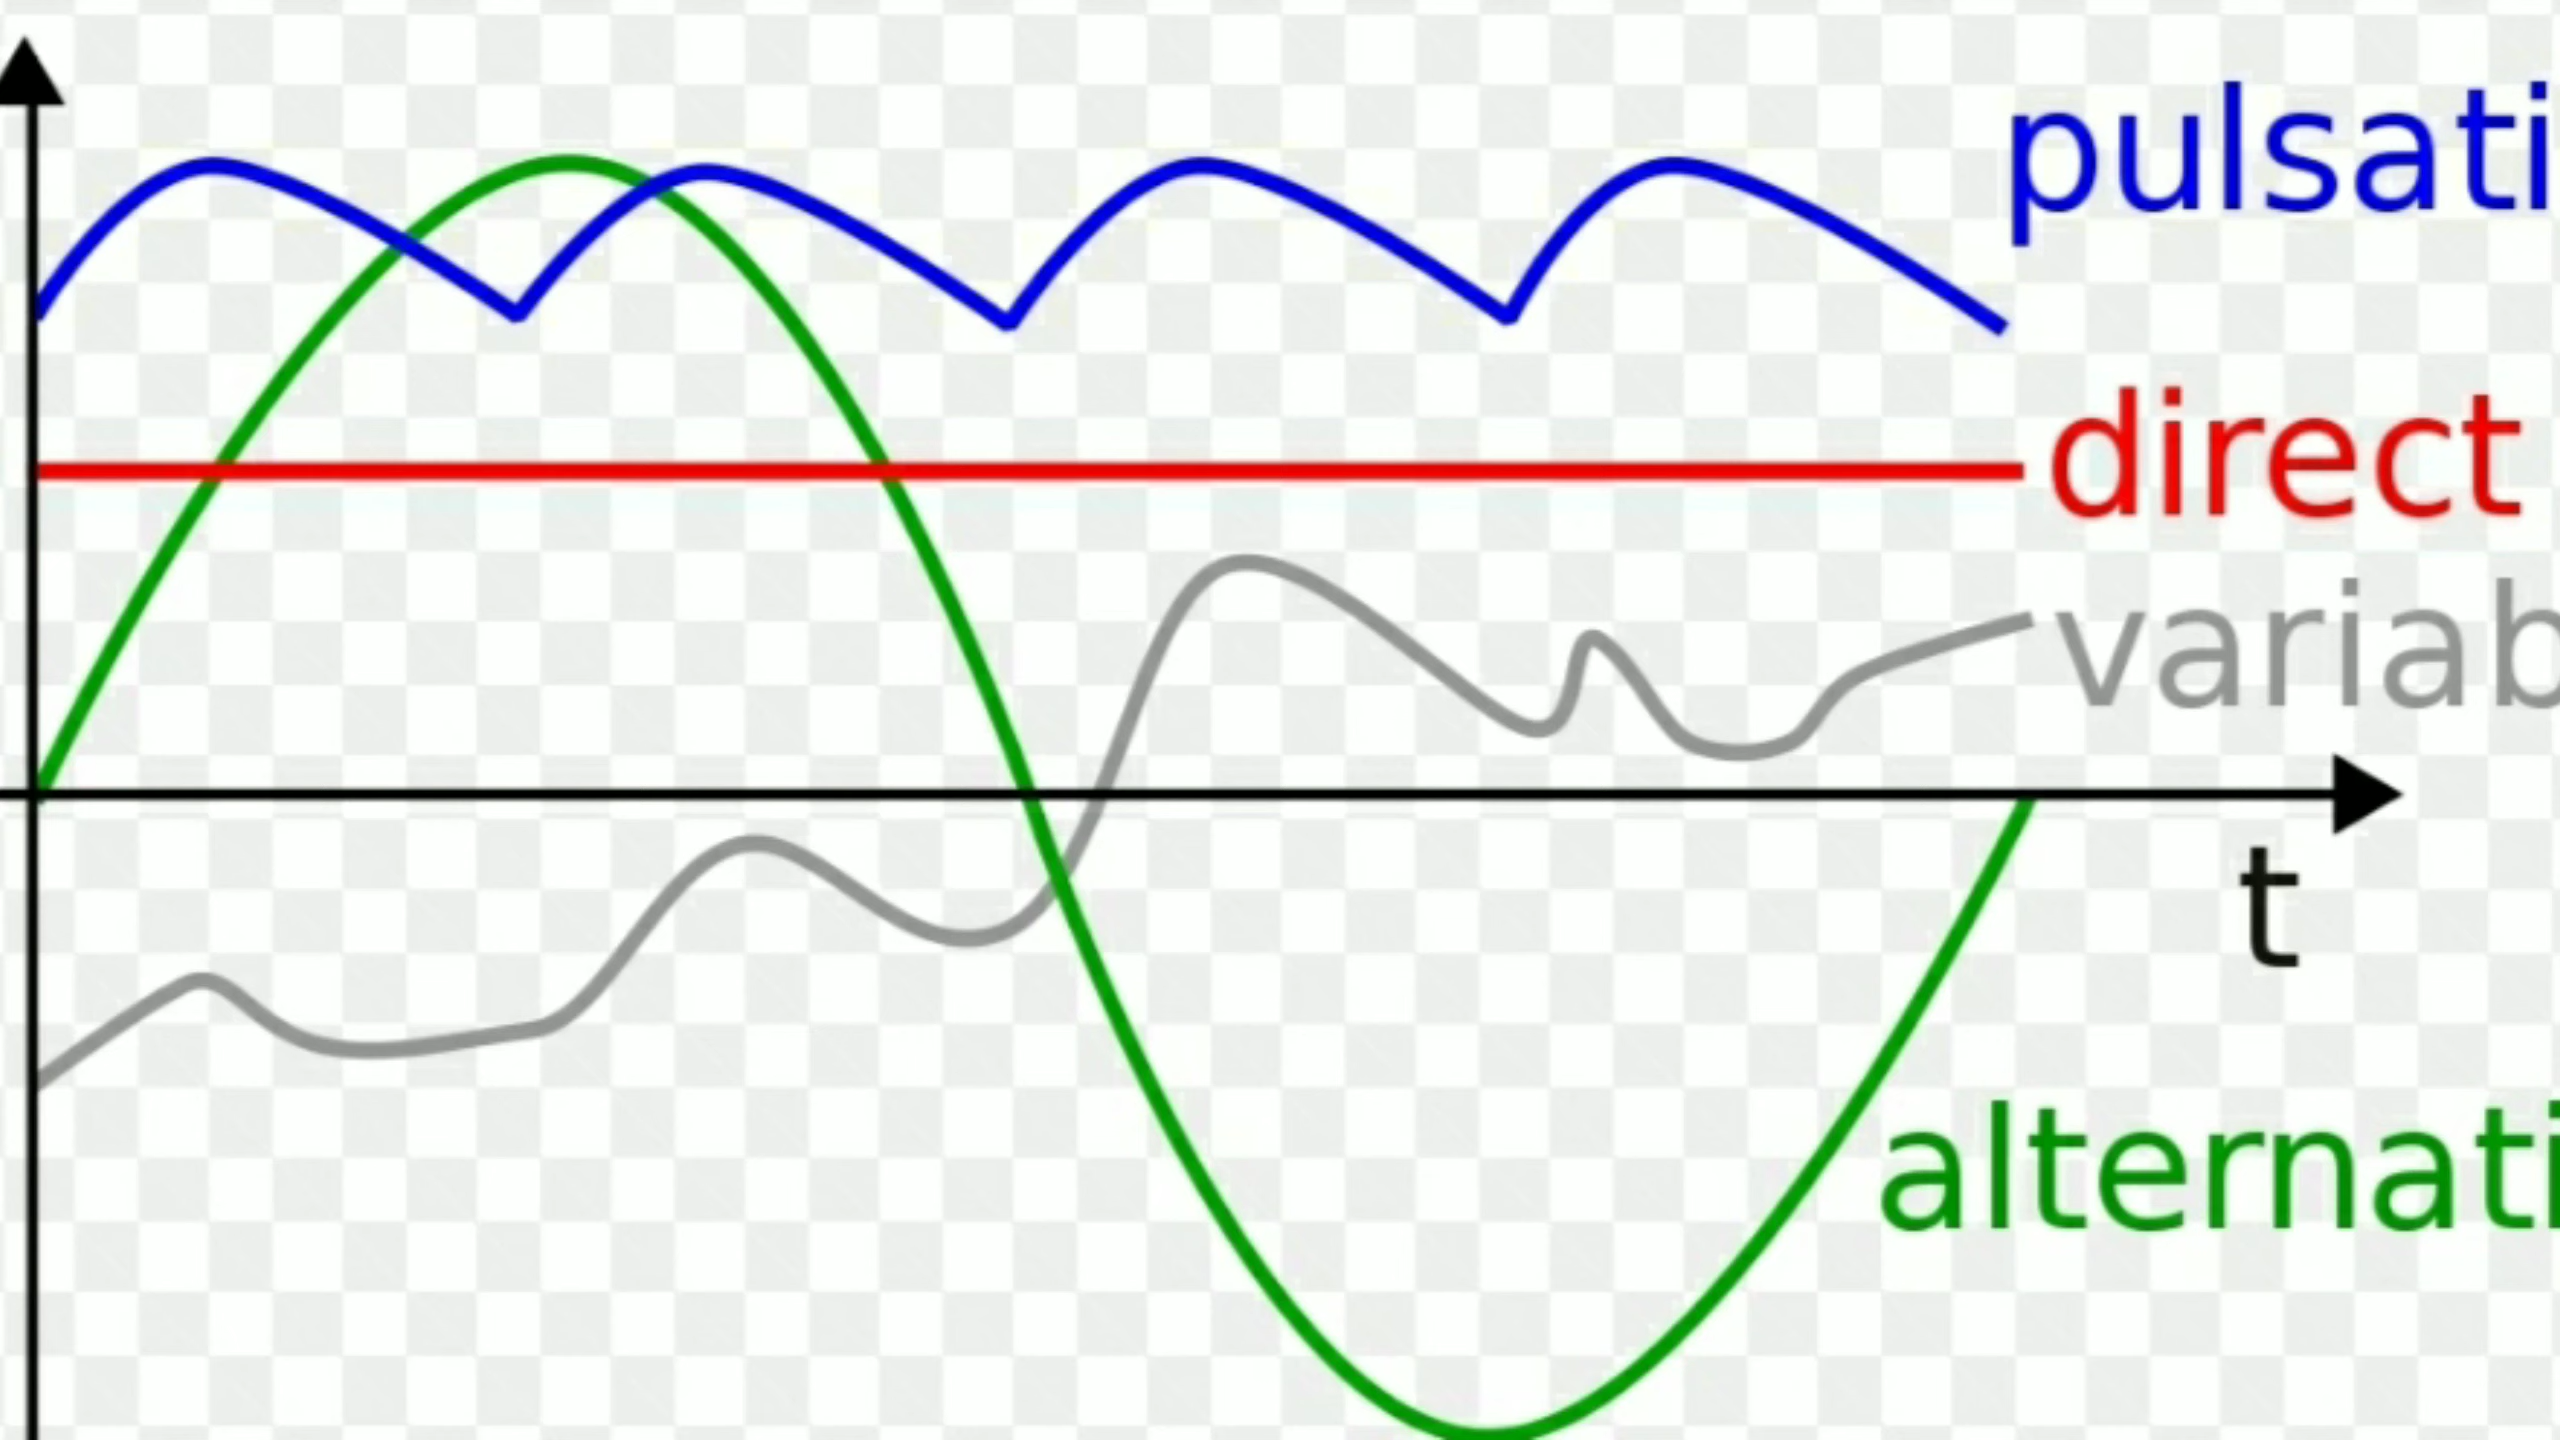 pulsati
direct
variab
t
alternati